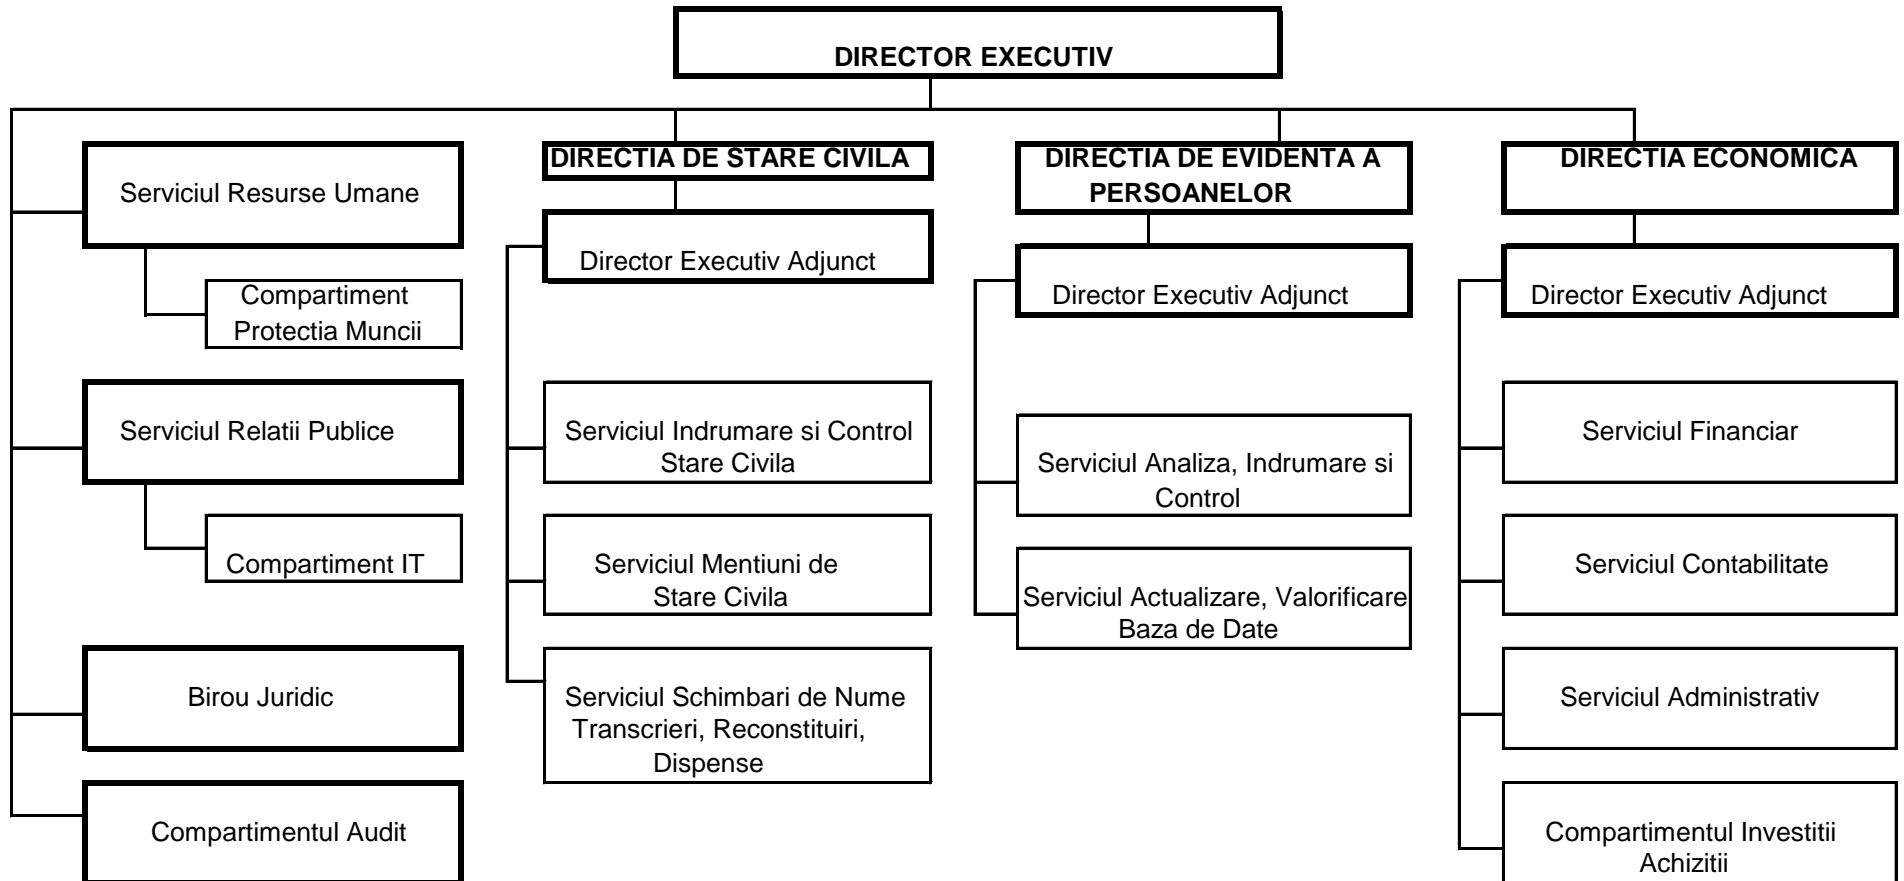 DIRECTOR EXECUTIV
Serviciul Resurse Umane
Compartiment
Protectia Muncii
Serviciul Relatii Publice
Compartiment IT
Birou Juridic
Compartimentul Audit
DIRECTIA DE STARE CIVILA
Director Executiv Adjunct
Serviciul Indrumare si Control
Stare Civila
Serviciul Mentiuni de
Stare Civila
Serviciul Schimbari de Nume
Transcrieri, Reconstituiri,
Dispense
DIRECTIA DE EVIDENTA A
PERSOANELOR
Director Executiv Adjunct
Serviciul Analiza, Indrumare si
Control
Serviciul Actualizare, Valorificare
Baza de Date
DIRECTIA ECONOMICA
Director Executiv Adjunct
Serviciul Financiar
Serviciul Contabilitate
Serviciul Administrativ
Compartimentul Investitii
Achizitii